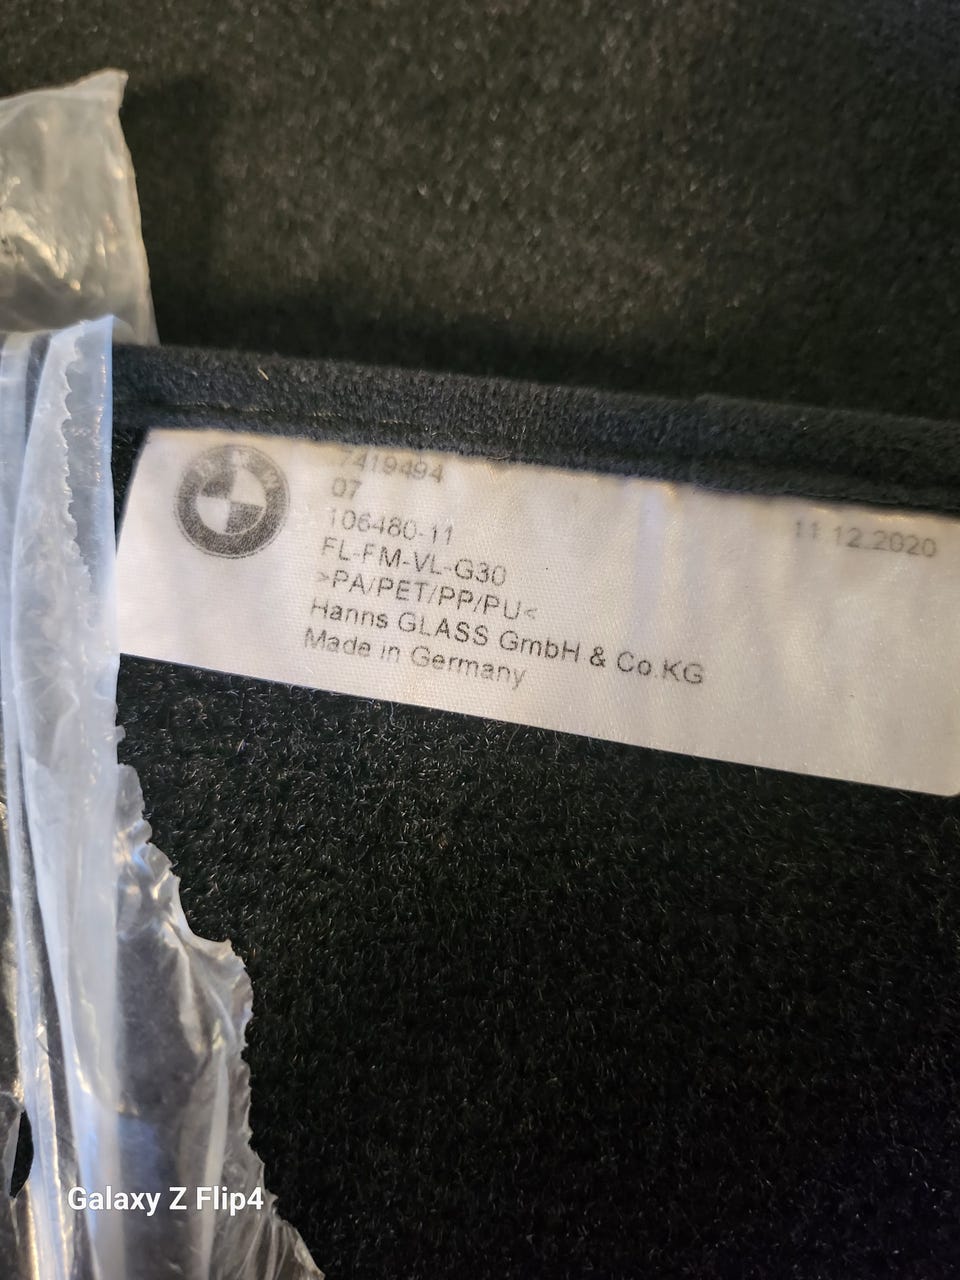 7419494
07
106480-11
11.12.2020
FL-FM-VL-G30
>PA/PET/PP/PU<
Hanns GLASS GmbH & Co.KG
Made in Germany
Galaxy Z Flip4